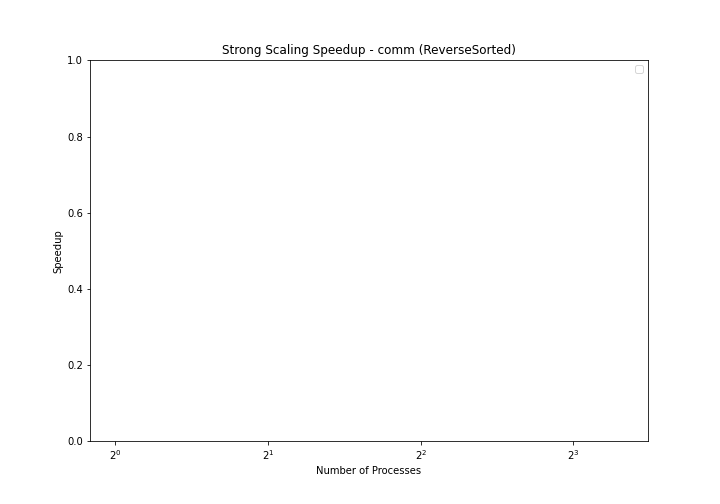 Strong Scaling Speedup - comm (ReverseSorted)
1.0
0.8
0.6
0.4
0.2
0.0
Speedup
2⁰ 2¹ 2² 2³
Number of Processes